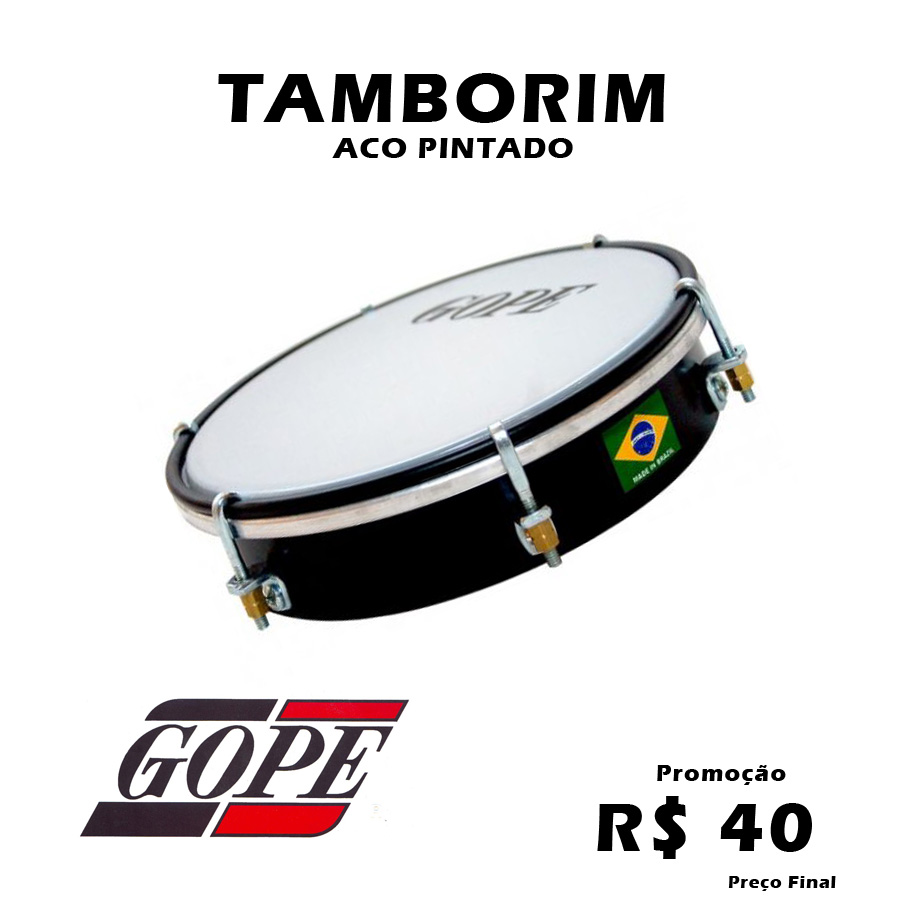 TAMBORIM
ACO PINTADO
GOPE
MADE IN BRAZIL
GOPE
Promoção
R$ 40
Preço Final